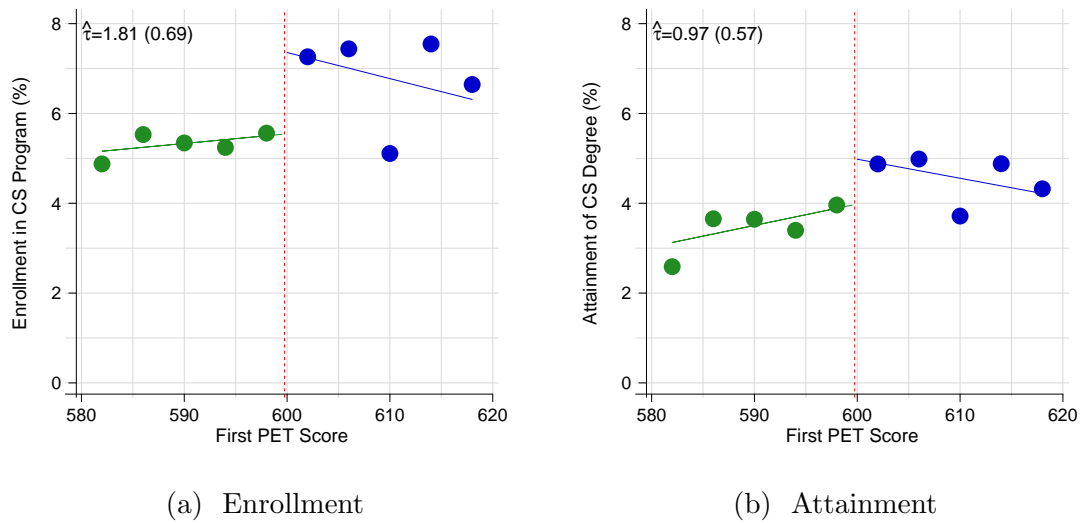 τ̂=1.81 (0.69)
Enrollment in CS Program (%)
8
6
4
2
0
580 590 600 610 620
First PET Score
(a) Enrollment
τ̂=0.97 (0.57)
Attainment of CS Degree (%)
8
6
4
2
0
580 590 600 610 620
First PET Score
(b) Attainment